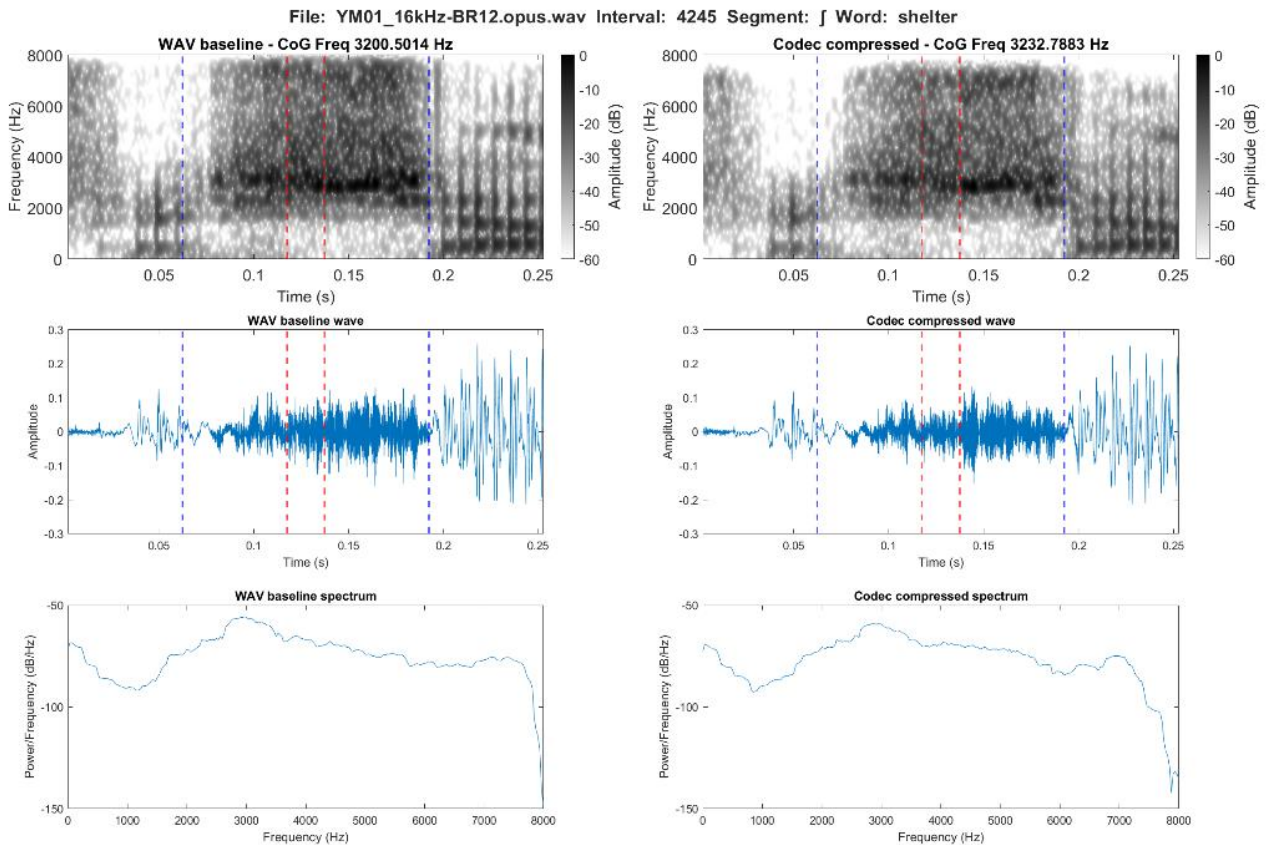 File: YM01_16kHz-BR12.opus.wav Interval: 4245 Segment: ʃ Word: shelter
WAV baseline - CoG Freq 3200.5014 Hz
8000
6000
4000
2000
0
Frequency (Hz)
0.05 0.1 0.15 0.2 0.25
Time (s)
0
-10
-20
-30
-40
-50
-60
Amplitude (dB)
Codec compressed - CoG Freq 3232.7883 Hz
8000
6000
4000
2000
0
Frequency (Hz)
0.05 0.1 0.15 0.2 0.25
Time (s)
0
-10
-20
-30
-40
-50
-60
Amplitude (dB)
WAV baseline wave
0.3
0.2
0.1
0
-0.1
-0.2
-0.3
Amplitude
0.05 0.1 0.15 0.2 0.25
Time (s)
Codec compressed wave
0.3
0.2
0.1
0
-0.1
-0.2
-0.3
Amplitude
0.05 0.1 0.15 0.2 0.25
Time (s)
WAV baseline spectrum
-50
-100
-150
Power/Frequency (dB/Hz)
0 1000 2000 3000 4000 5000 6000 7000 8000
Frequency (Hz)
Codec compressed spectrum
-50
-100
-150
Power/Frequency (dB/Hz)
0 1000 2000 3000 4000 5000 6000 7000 8000
Frequency (Hz)